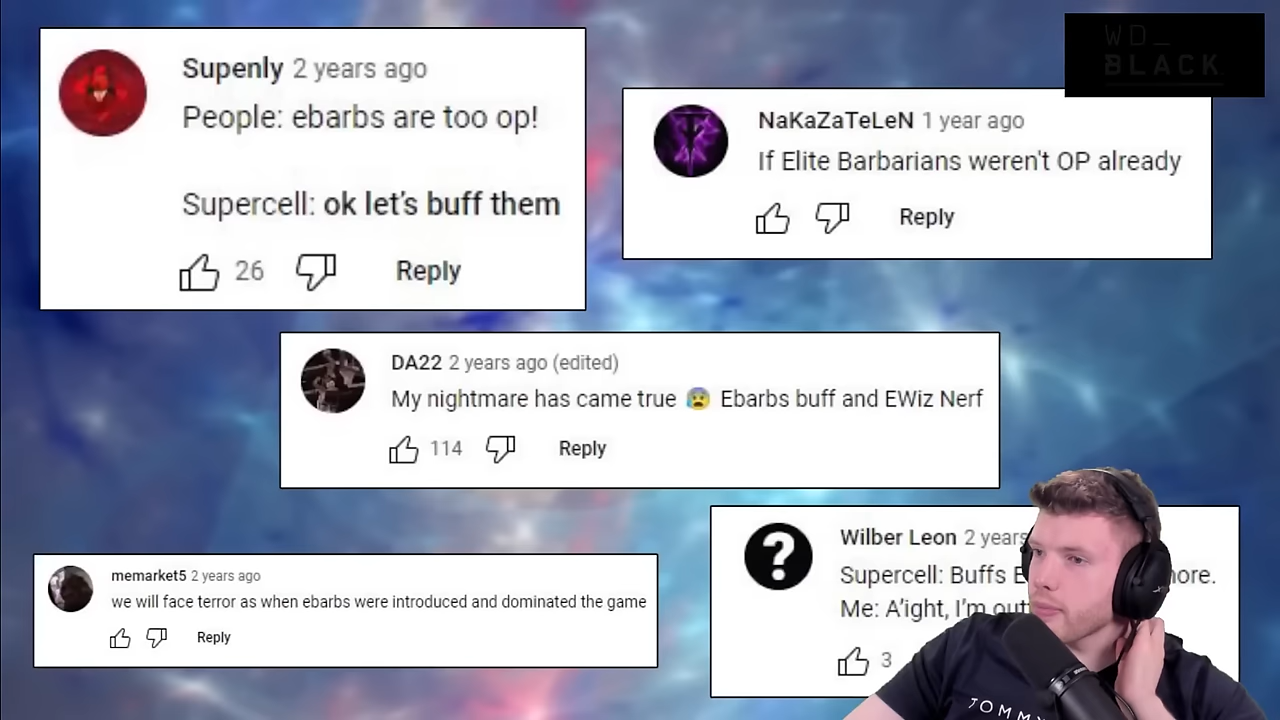 Supenly 2 years ago
People: ebarbs are too op!
Supercell: ok let's buff them
26 Reply
WD_
BLACK
NaKaZaTeLeN 1 year ago
If Elite Barbarians weren't OP already
Reply
DA22 2 years ago (edited)
My nightmare has came true 😰 Ebarbs buff and EWiz Nerf
114 Reply
memarket5 2 years ago
we will face terror as when ebarbs were introduced and dominated the game
Reply
Wilber Leon 2 years
Supercell: Buffs
Me: A'ight, I'm out
3
TOMMY